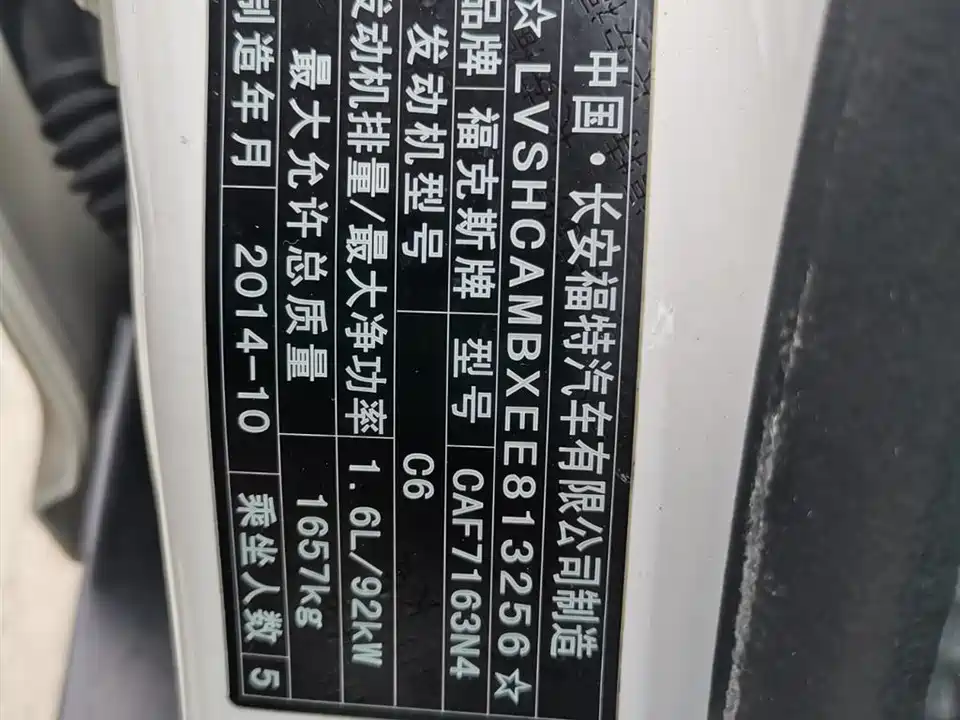 中国·长安福特汽车有限公司制造
☆LVSHCAMBXEE813256☆
品牌 福克斯牌 型号 CAF7163N4
发动机型号 C6
发动机排量/最大净功率 1.6L/92kW
最大允许总质量 1657kg
制造年月 2014-10 乘坐人数 5